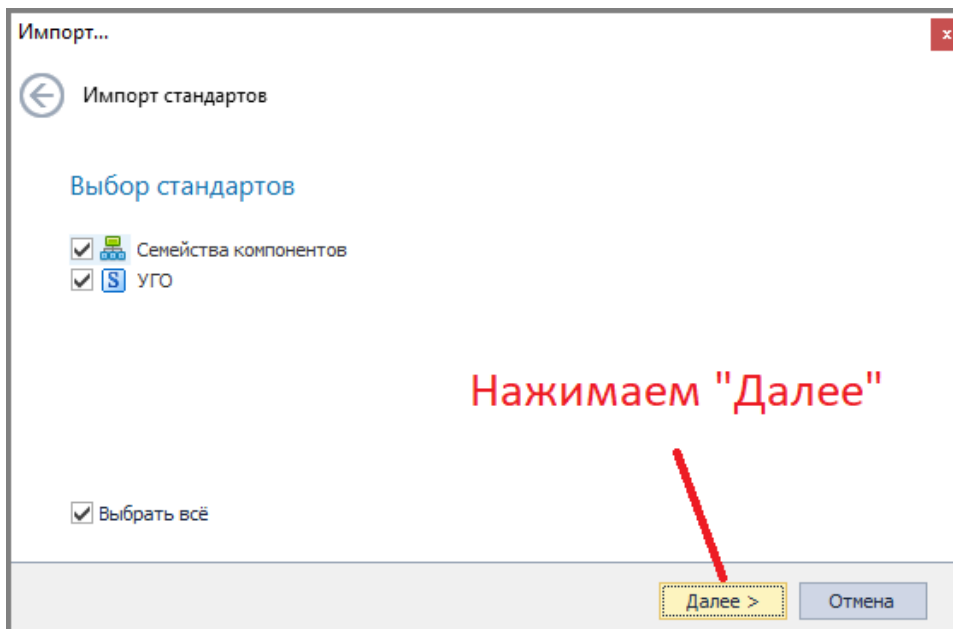 Импорт...
x
Импорт стандартов
Выбор стандартов
Семейства компонентов
S УГО
Нажимаем "Далее"
Выбрать всё
Далее >
Отмена